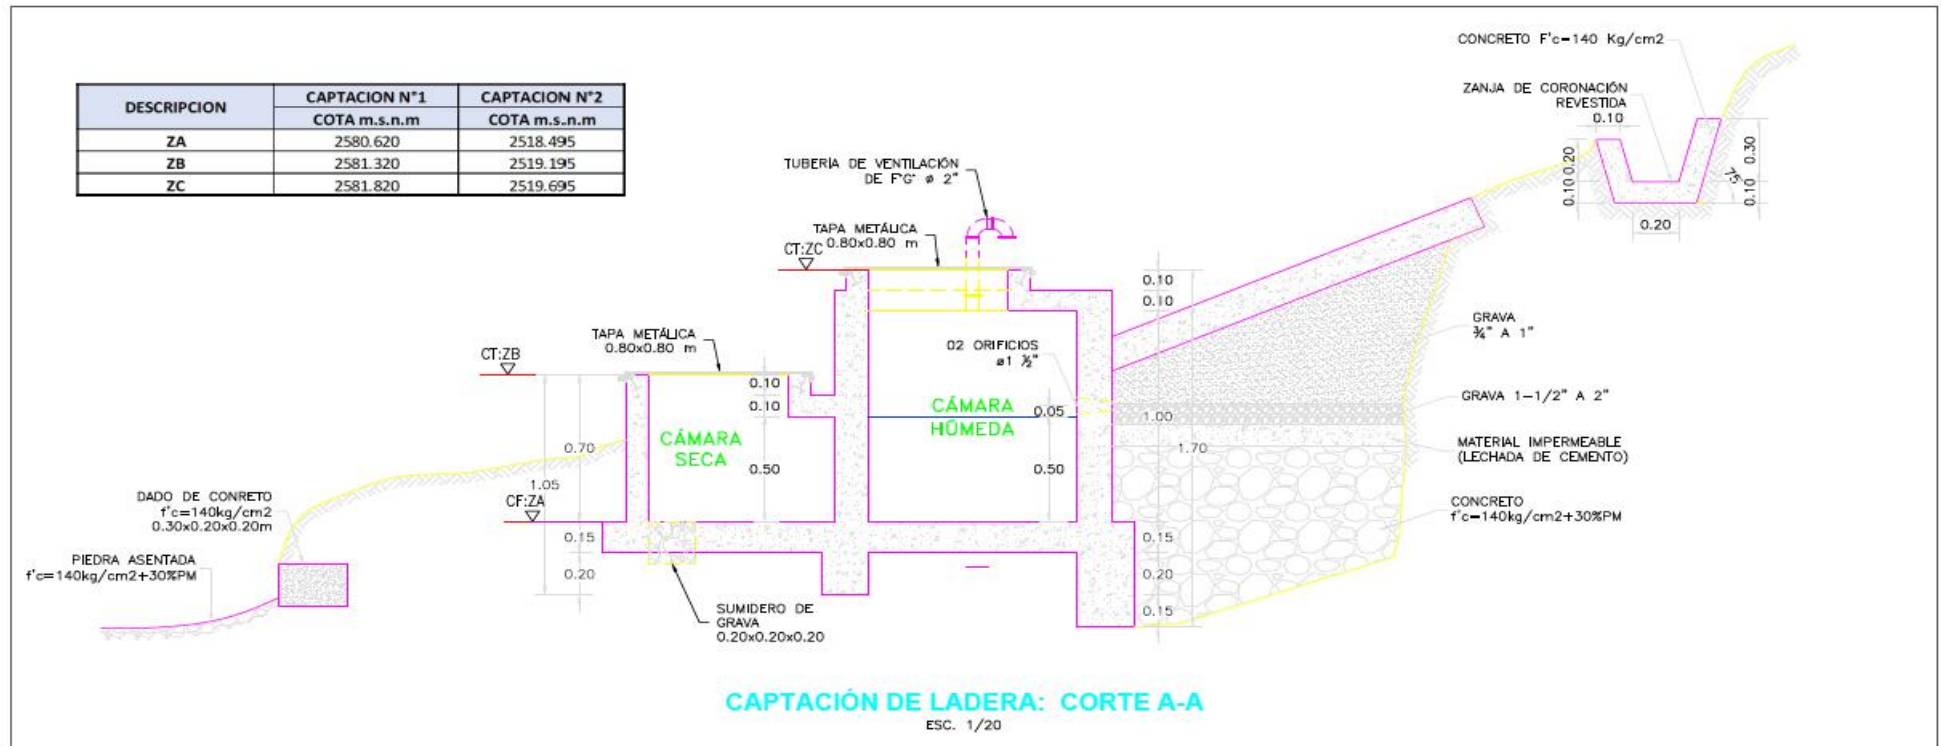 DESCRIPCION
CAPTACION N°1
CAPTACION N°2
COTA m.s.n.m
COTA m.s.n.m
ZA 2580.620 2518.495
ZB 2581.320 2519.195
ZC 2581.820 2519.695
CONCRETO F'c=140 Kg/cm2
ZANJA DE CORONACIÓN
REVESTIDA
0.10
0.20
0.10
0.30
0.10
75°
0.20
TUBERIA DE VENTILACIÓN
DE F°G° ø 2"
TAPA METÁLICA
0.80x0.80 m
CT:ZC
TAPA METÁLICA
0.80x0.80 m
CT:ZB
02 ORIFICIOS
ø1 ½"
0.10
0.10
GRAVA
¾" A 1"
GRAVA 1-1/2" A 2"
MATERIAL IMPERMEABLE
(LECHADA DE CEMENTO)
CONCRETO
f'c=140kg/cm2+30%PM
0.10
0.10
0.50
CÁMARA
SECA
CÁMARA
HÚMEDA
0.05
0.50
1.00
1.70
0.15
0.20
0.15
0.70
1.05
0.15
0.20
CF:ZA
DADO DE CONRETO
f'c=140kg/cm2
0.30x0.20x0.20m
PIEDRA ASENTADA
f'c=140kg/cm2+30%PM
SUMIDERO DE
GRAVA
0.20x0.20x0.20
CAPTACIÓN DE LADERA: CORTE A-A
ESC. 1/20